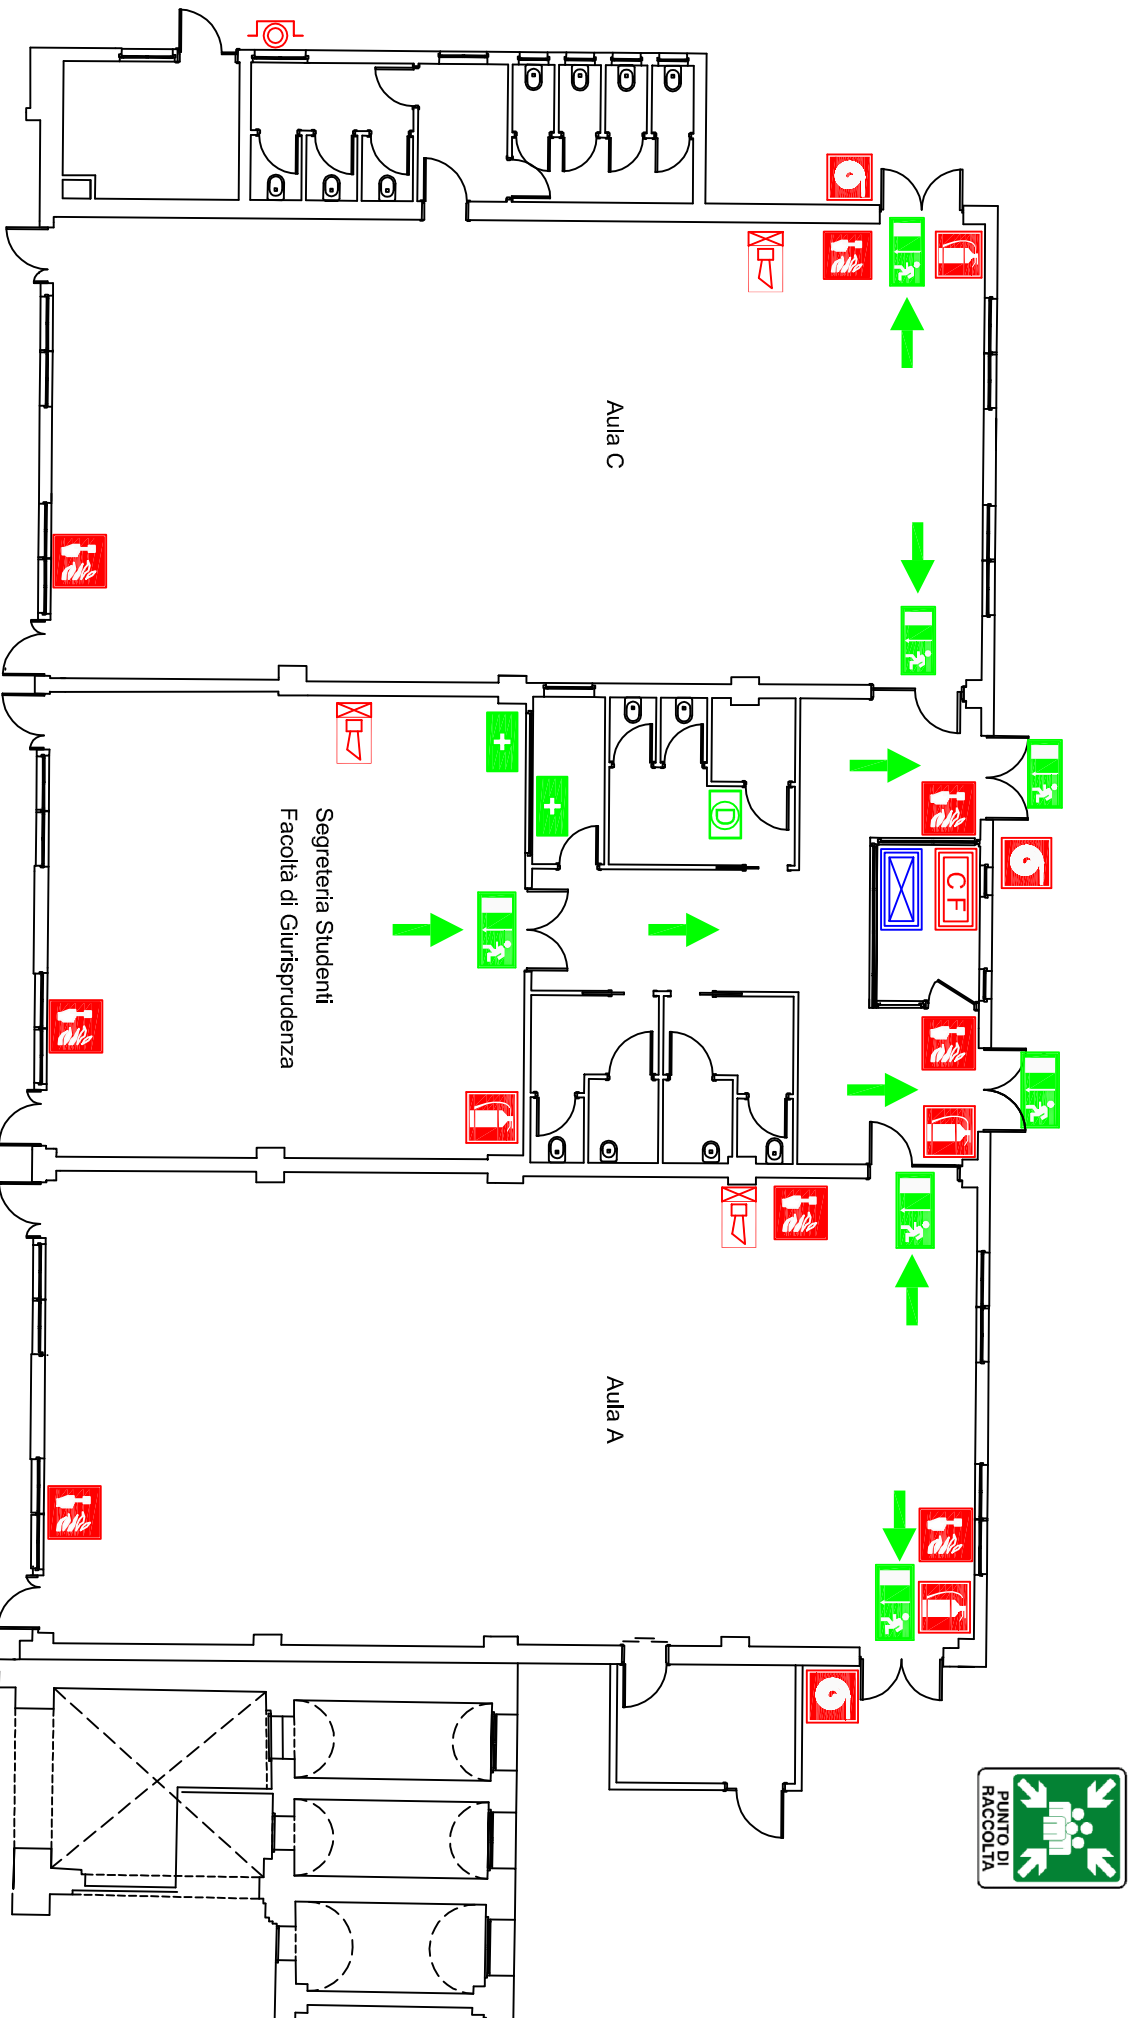 Aula C
Segreteria Studenti
Facoltà di Giurisprudenza
D
C F
Aula A
PUNTO DI
RACCOLTA